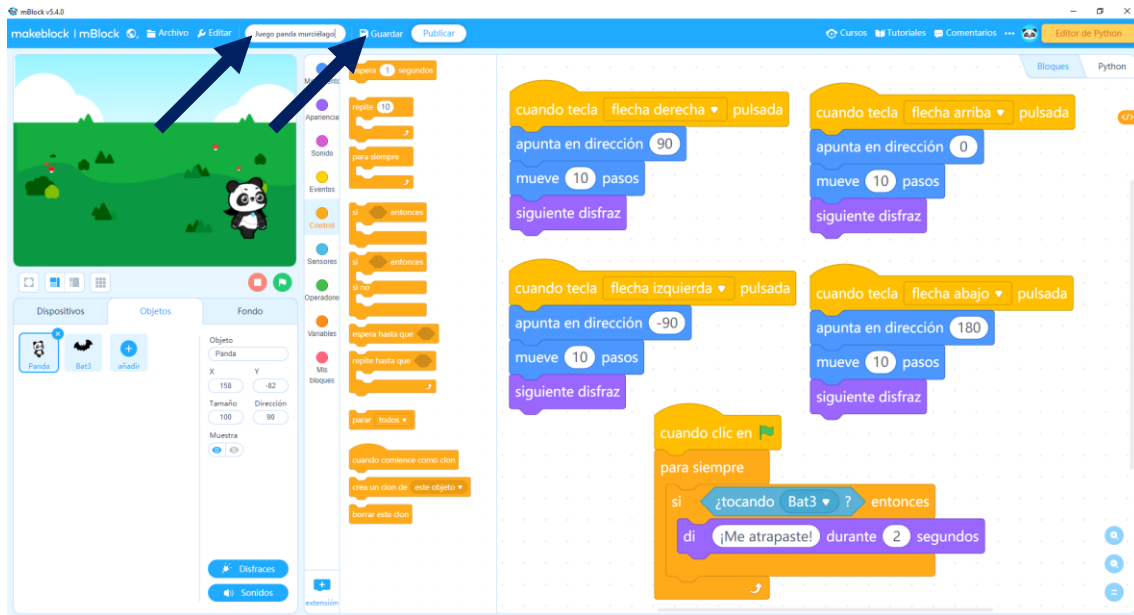 mBlock v5.4.0
makeblock | mBlock Archivo Editar Juego panda murciélago Guardar Publicar Cursos Tutoriales Comentarios Editor de Python
Bloques Python
Movimiento
Apariencia
Sonido
Eventos
Control
Sensores
Operadores
Variables
Mis
bloques
extensión
espera 1 segundos
repite 10
para siempre
si entonces
si entonces
si no
espera hasta que
repite hasta que
parar todos
cuando comience como clon
crea un clon de este objeto
borrar este clon
cuando tecla flecha derecha pulsada
apunta en dirección 90
mueve 10 pasos
siguiente disfraz
cuando tecla flecha arriba pulsada
apunta en dirección 0
mueve 10 pasos
siguiente disfraz
cuando tecla flecha izquierda pulsada
apunta en dirección -90
mueve 10 pasos
siguiente disfraz
cuando tecla flecha abajo pulsada
apunta en dirección 180
mueve 10 pasos
siguiente disfraz
cuando clic en
para siempre
si ¿tocando Bat3 ? entonces
di ¡Me atrapaste! durante 2 segundos
Dispositivos Objetos Fondo
Panda Bat3 añadir
Objeto
Panda
X Y
158 -82
Tamaño Dirección
100 90
Muestra
Disfraces
Sonidos